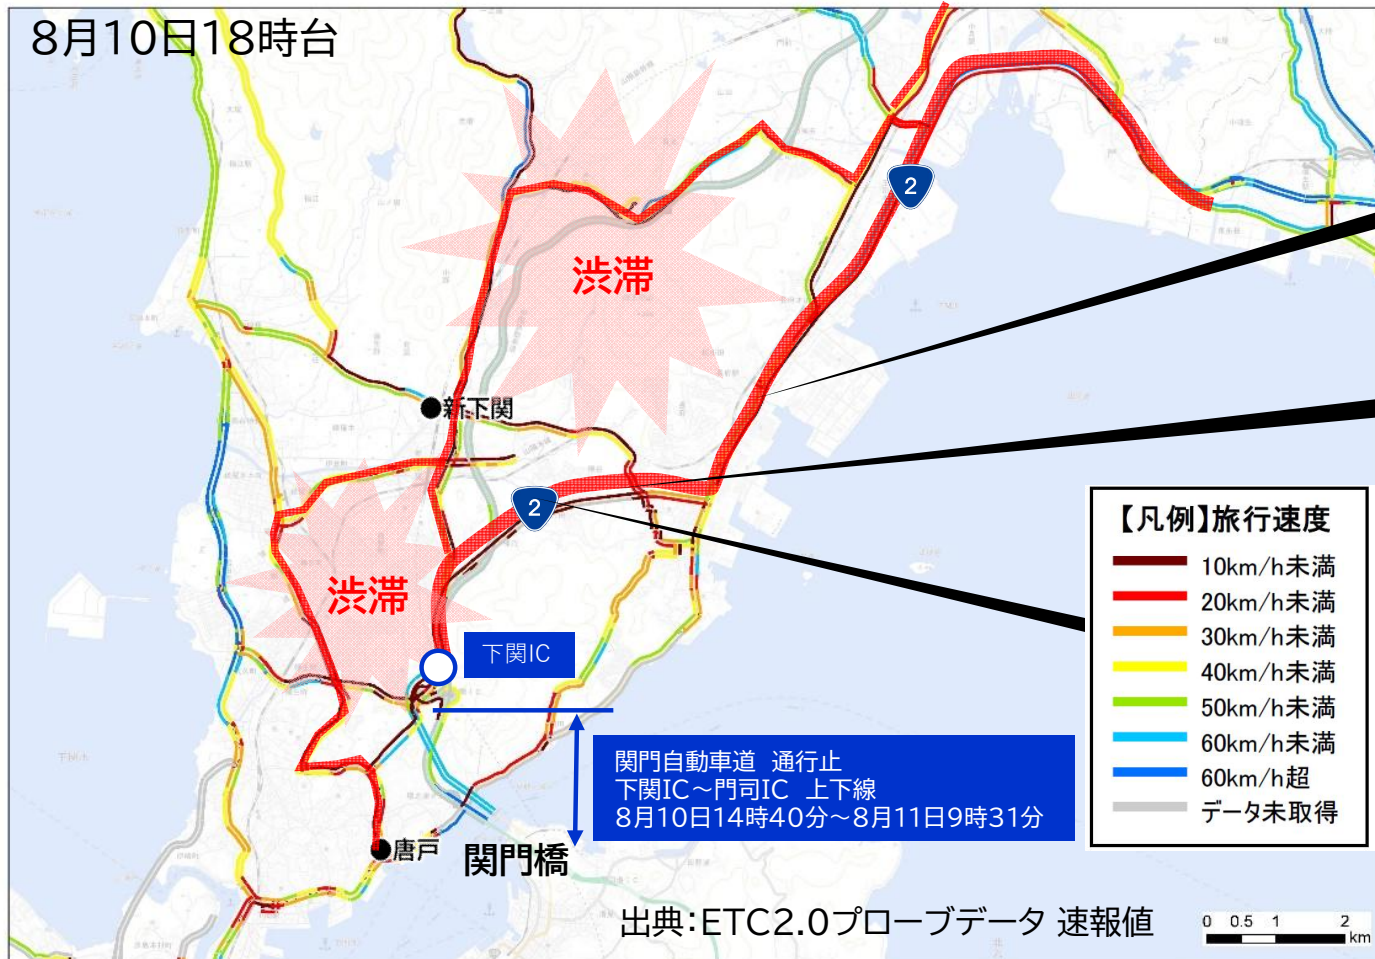 8月10日18時台
2
渋滞
新下関
2
渋滞
下関IC
関門自動車道 通行止
下関IC～門司IC 上下線
8月10日14時40分～8月11日9時31分
唐戸
関門橋
【凡例】旅行速度
10km/h未満
20km/h未満
30km/h未満
40km/h未満
50km/h未満
60km/h未満
60km/h超
データ未取得
出典：ETC2.0プローブデータ 速報値
0 0.5 1 2
km